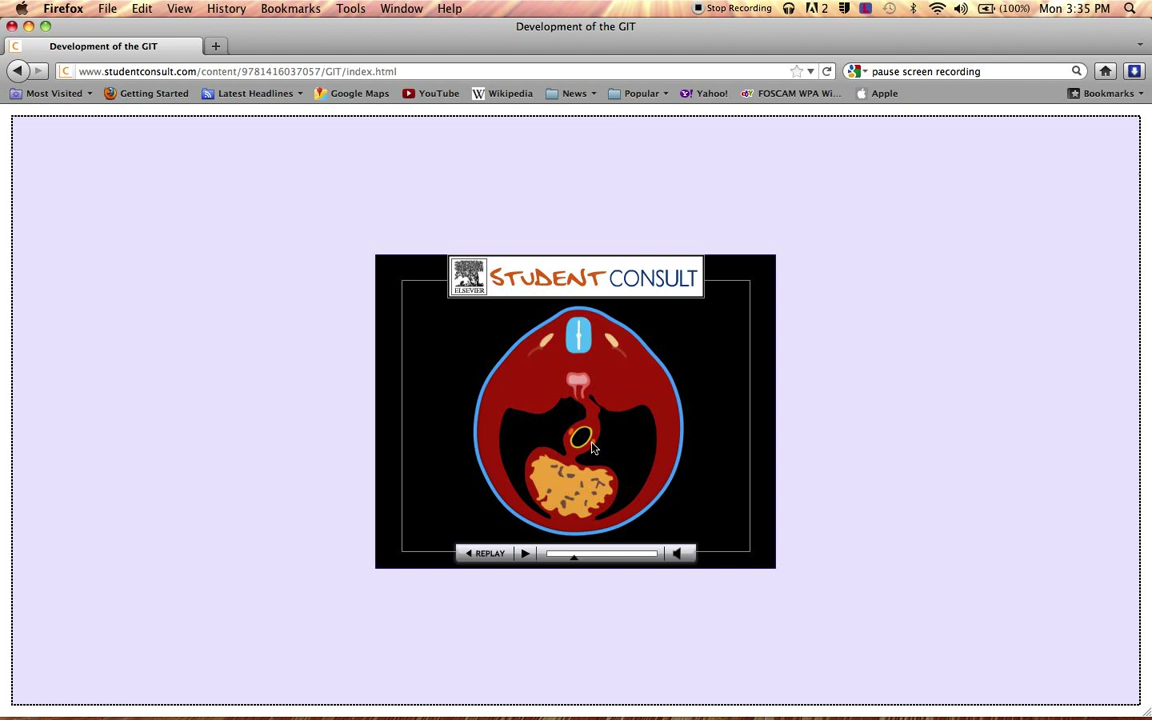 Firefox File Edit View History Bookmarks Tools Window Help Stop Recording 2 (100%) Mon 3:35 PM
Development of the GIT
Development of the GIT
www.studentconsult.com/content/9781416037057/GIT/index.html pause screen recording
Most Visited Getting Started Latest Headlines Google Maps YouTube Wikipedia News Popular Yahoo! FOSCAM WPA Wi... Apple Bookmarks
ELSEVIER STUDENT CONSULT
REPLAY